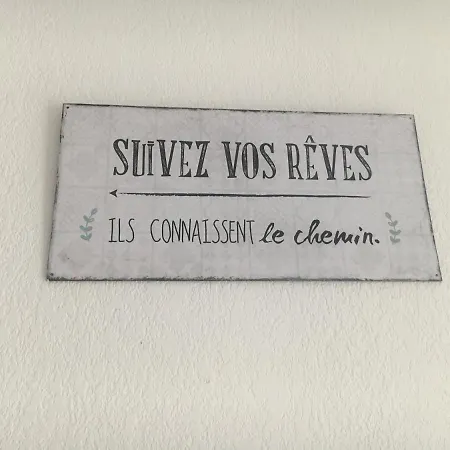 SUIVEZ VOS RÊVES
ILS CONNAISSENT le chemin.